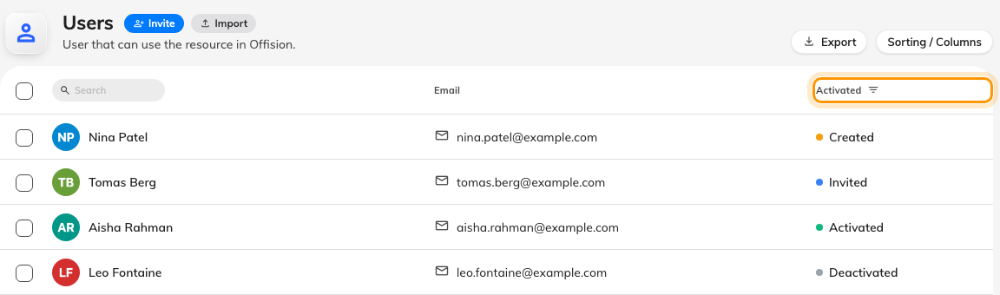 Users Invite Import
User that can use the resource in Offision.
Export Sorting / Columns
Search Email Activated
NP Nina Patel nina.patel@example.com Created
TB Tomas Berg tomas.berg@example.com Invited
AR Aisha Rahman aisha.rahman@example.com Activated
LF Leo Fontaine leo.fontaine@example.com Deactivated